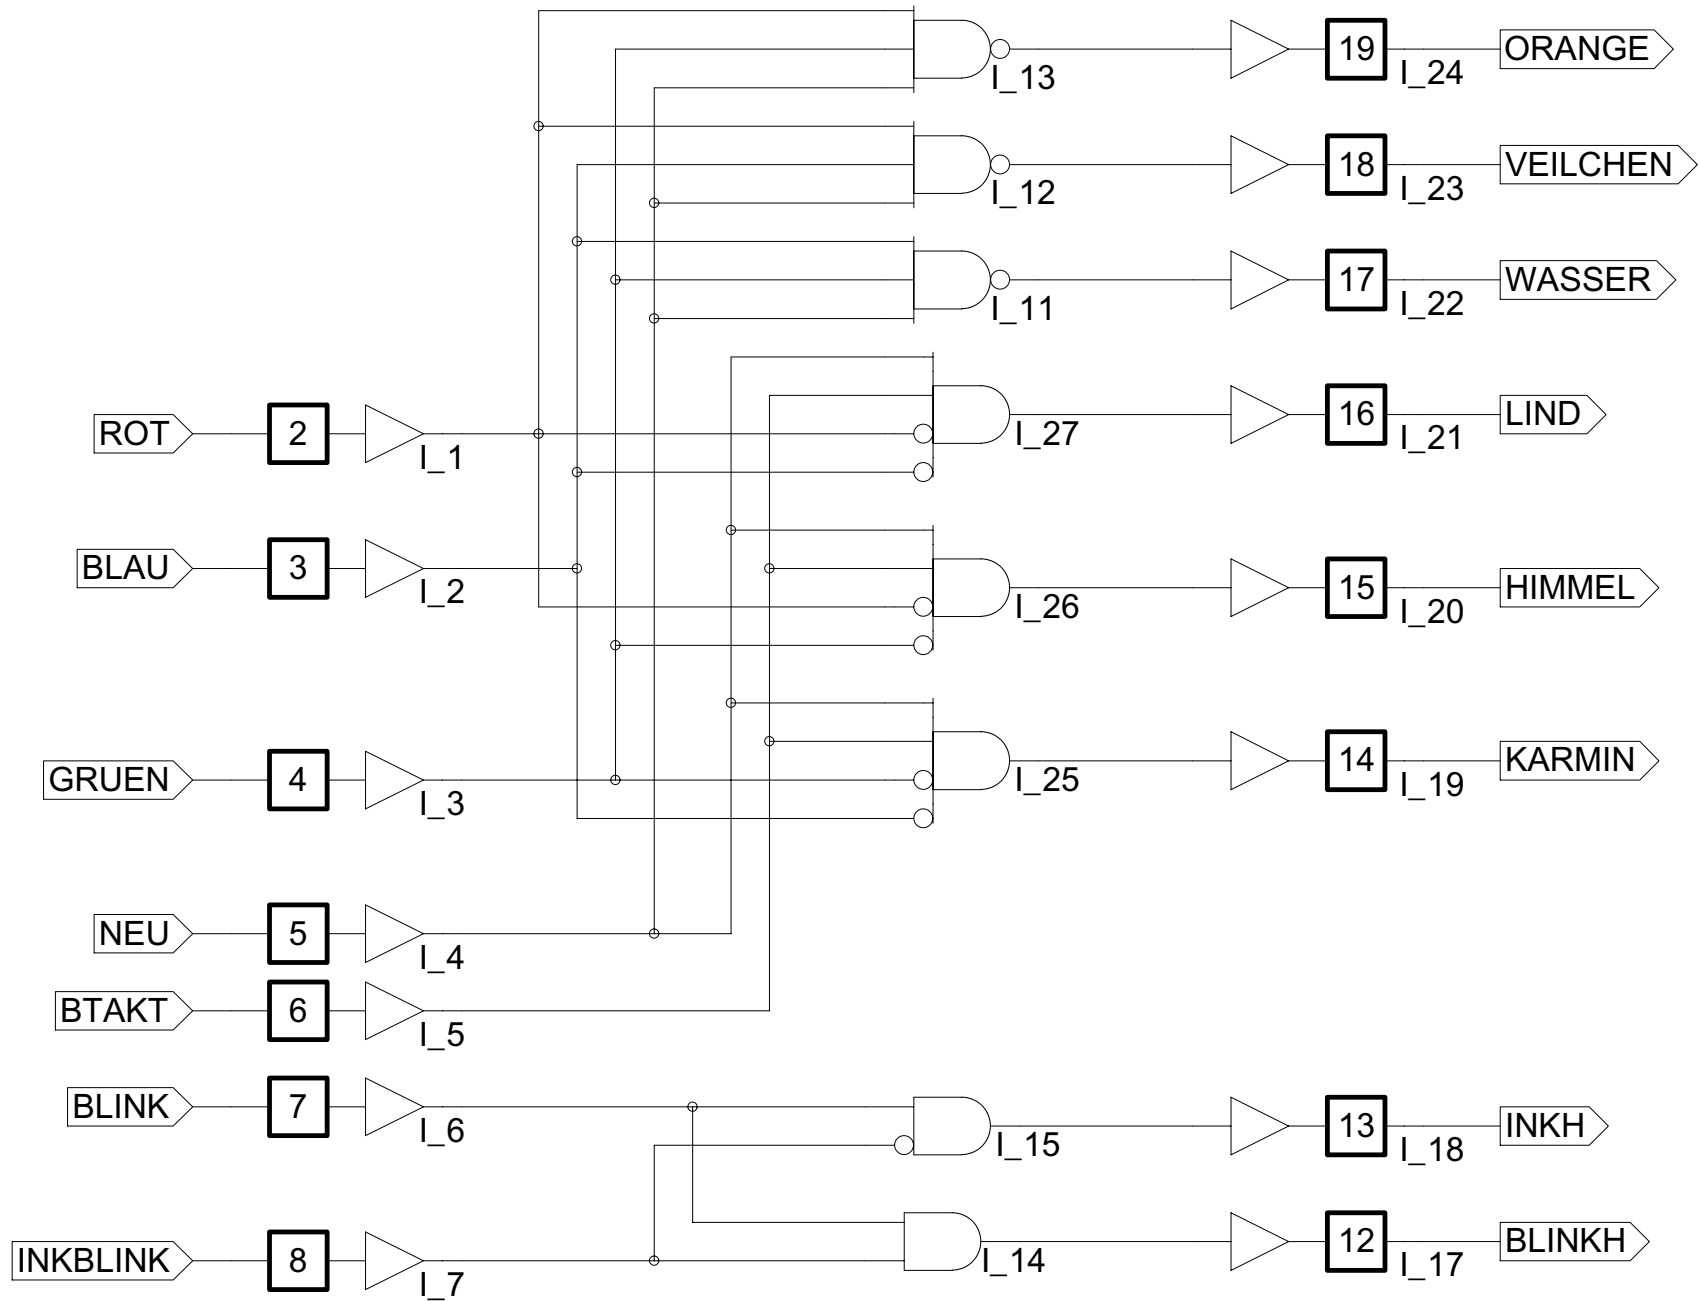 19 ORANGE
I_13 I_24
18 VEILCHEN
I_12 I_23
17 WASSER
I_11 I_22
16 LIND
ROT 2 I_27 I_21
I_1
BLAU 3 15 HIMMEL
I_2 I_26 I_20
14 KARMIN
GRUEN 4 I_25 I_19
I_3
NEU 5
I_4
BTAKT 6
I_5
BLINK 7 13 INKH
I_6 I_15 I_18
12 BLINKH
INKBLINK 8 I_14 I_17
I_7